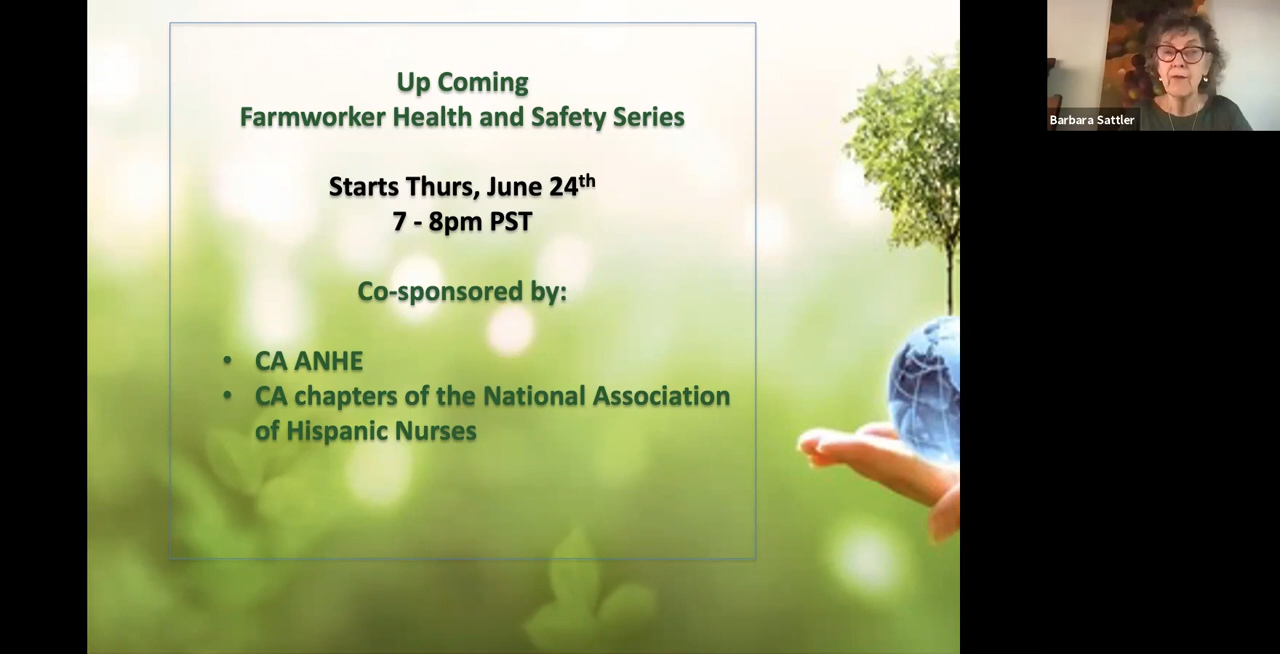 Up Coming
Farmworker Health and Safety Series
Starts Thurs, June 24th
7 - 8pm PST
Co-sponsored by:
• CA ANHE
• CA chapters of the National Association
of Hispanic Nurses
Barbara Sattler